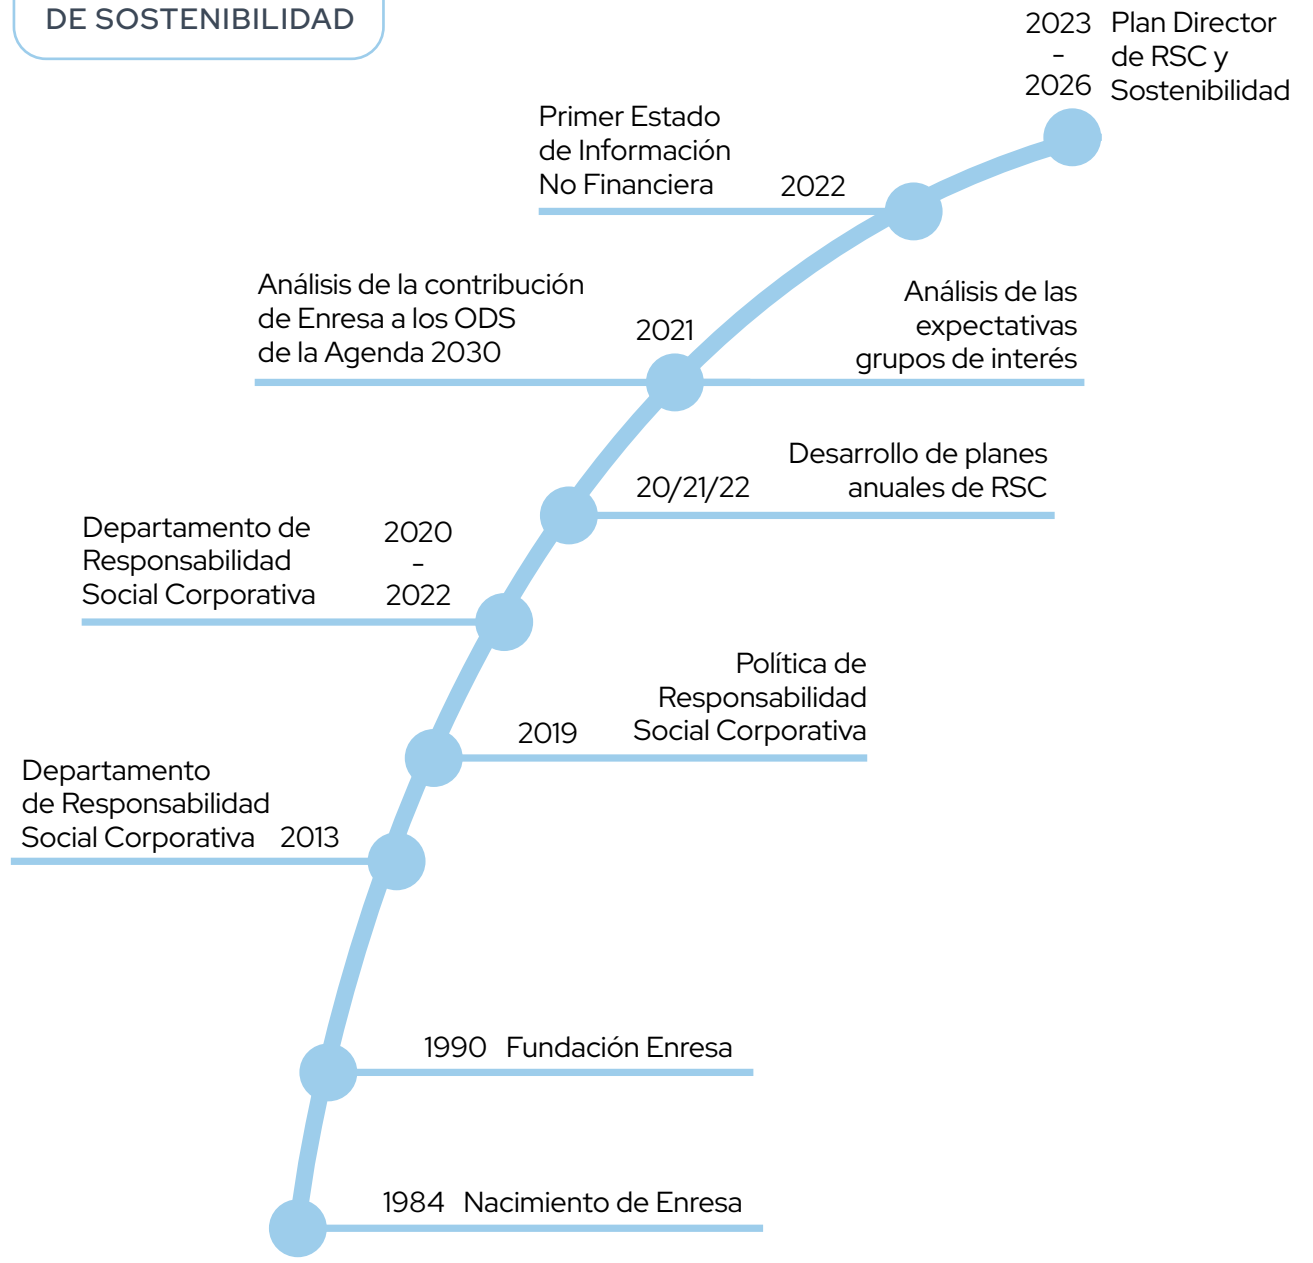 DE SOSTENIBILIDAD
2023
-
2026
Plan Director
de RSC y
Sostenibilidad
Primer Estado
de Información
No Financiera
2022
Análisis de la contribución
de Enresa a los ODS
de la Agenda 2030
2021
Análisis de las
expectativas
grupos de interés
20/21/22
Desarrollo de planes
anuales de RSC
Departamento de
Responsabilidad
Social Corporativa
2020
-
2022
2019
Política de
Responsabilidad
Social Corporativa
Departamento
de Responsabilidad
Social Corporativa 2013
1990 Fundación Enresa
1984 Nacimiento de Enresa